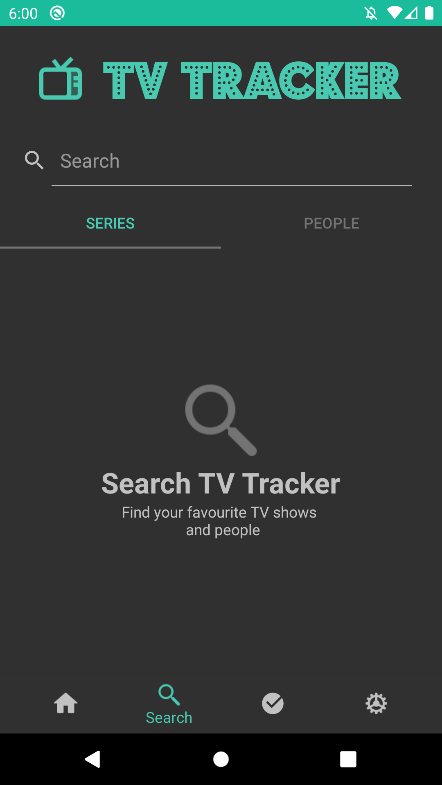 6:00
TV TRACKER
Search
SERIES
PEOPLE
Search TV Tracker
Find your favourite TV shows
and people
Search